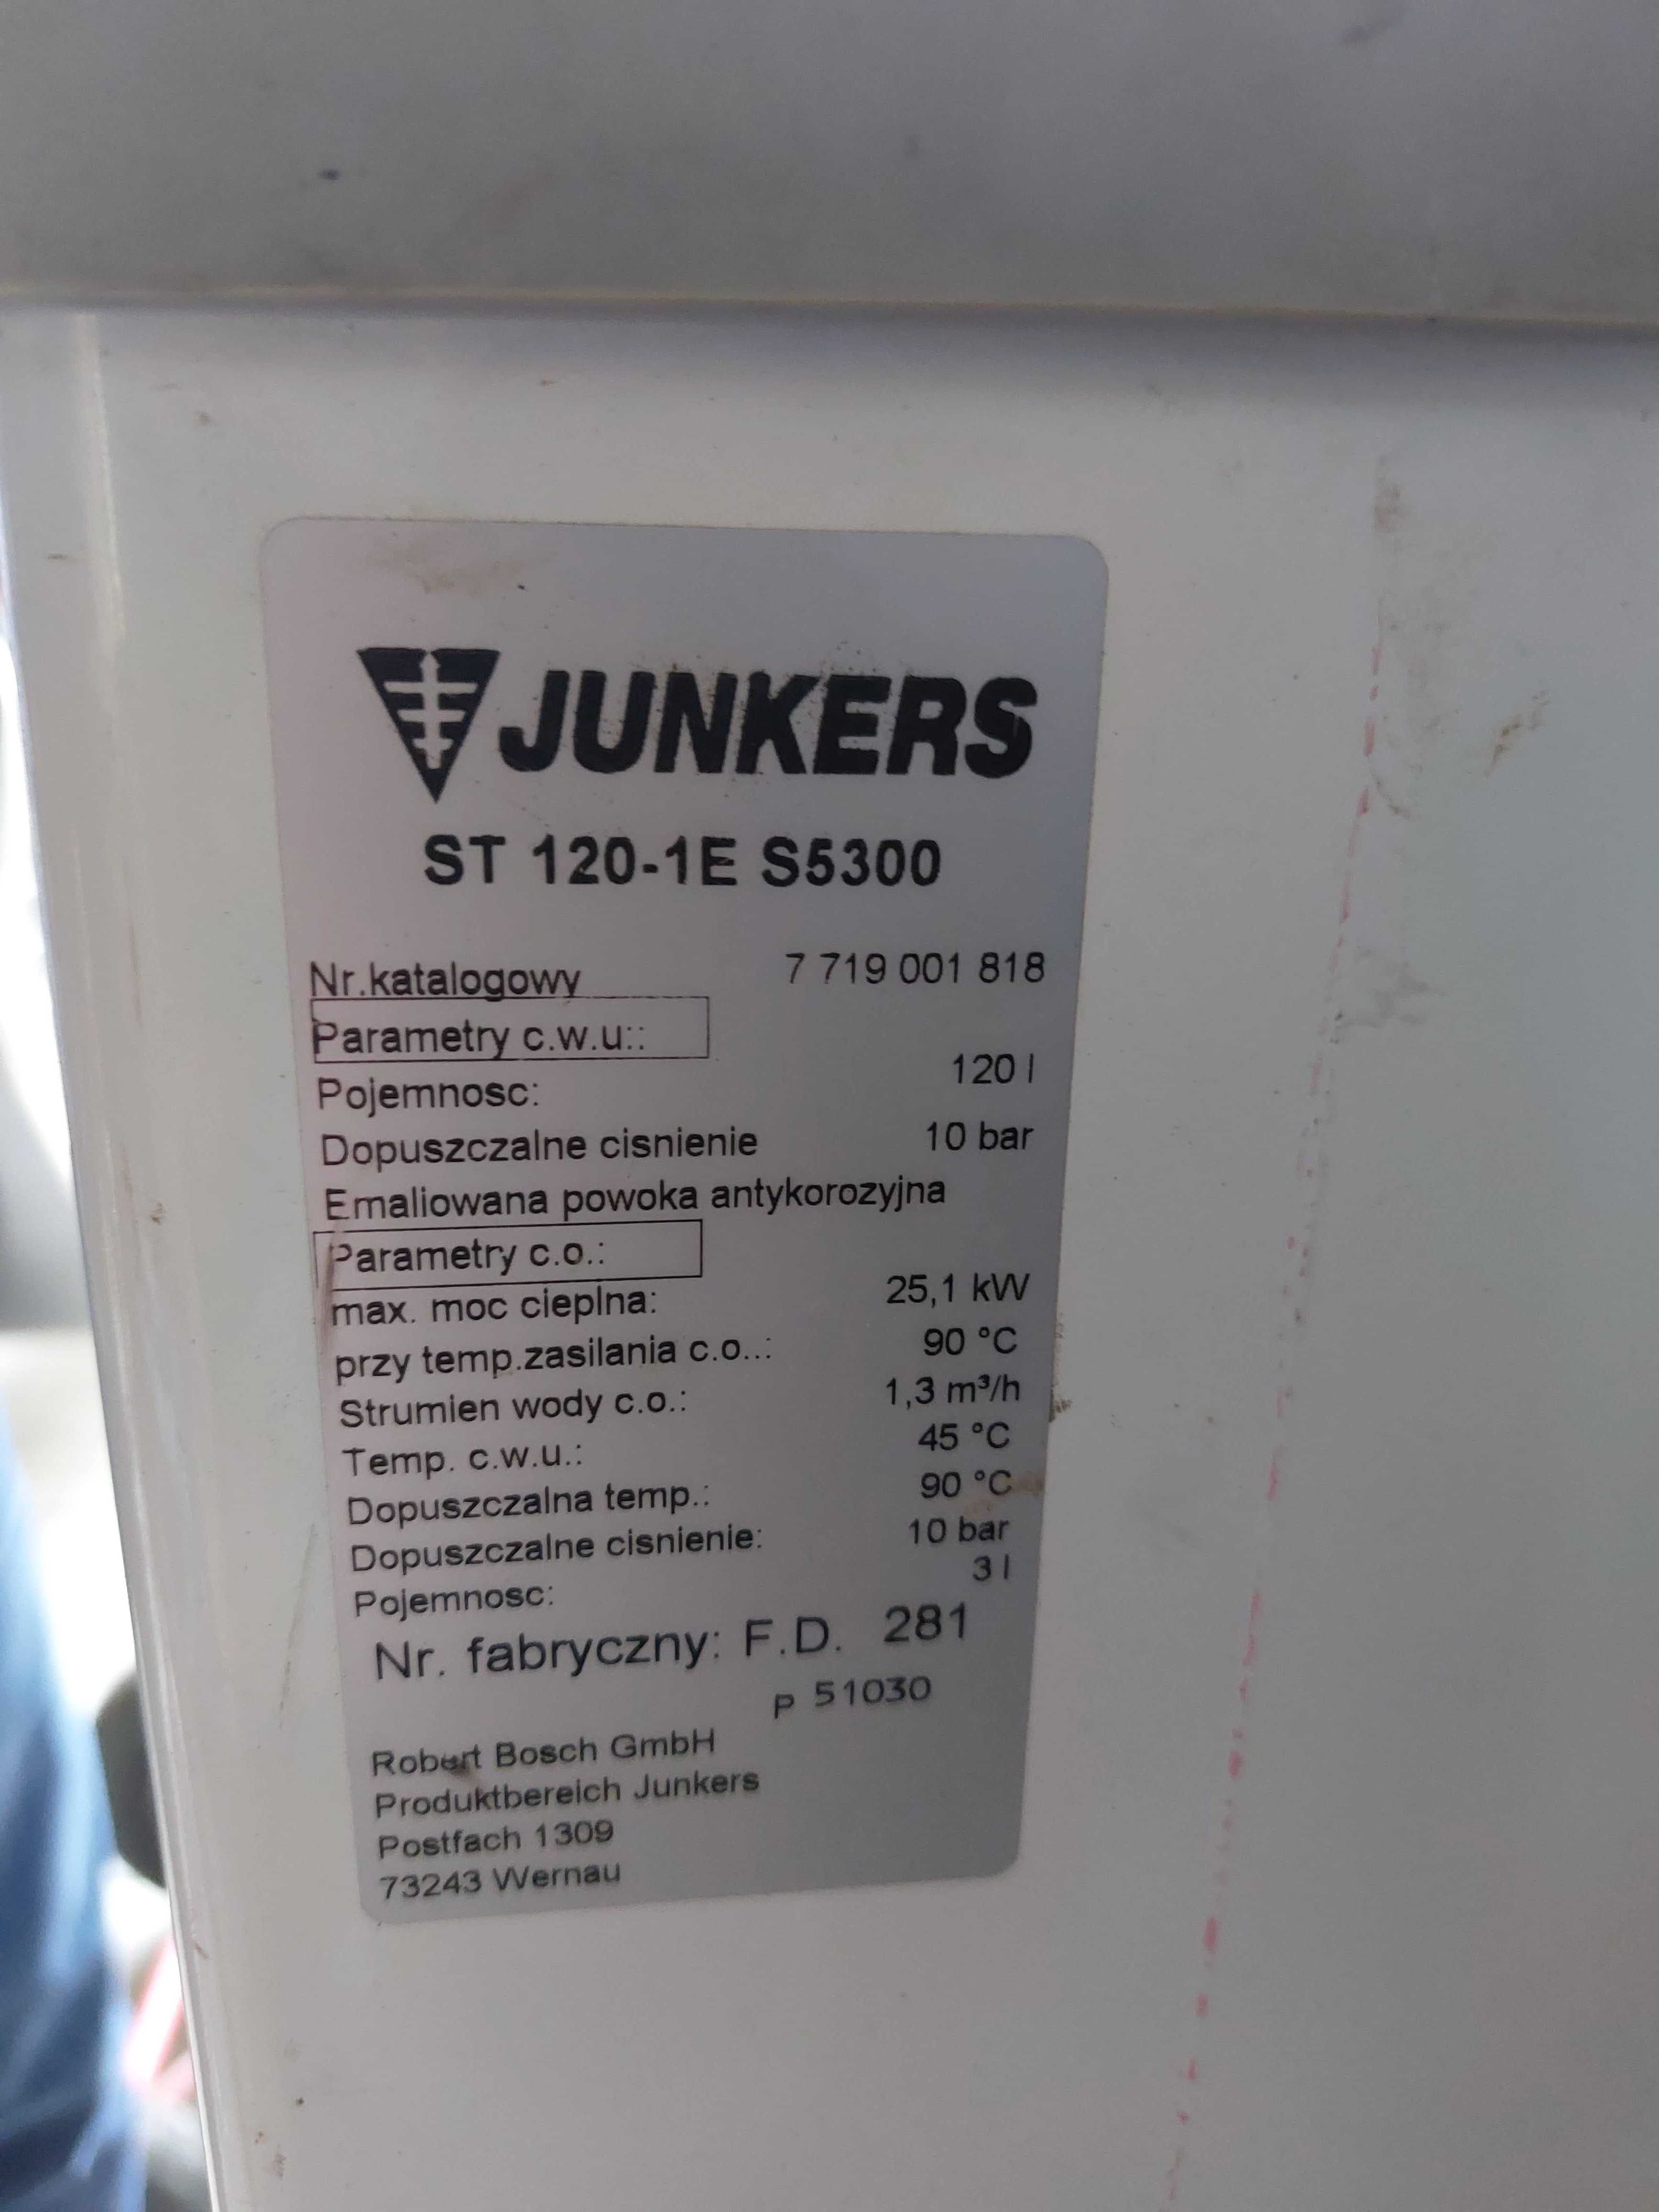 JUNKERS
ST 120-1E S5300
Nr.katalogowy 7 719 001 818
Parametry c.w.u::
Pojemnosc: 120 l
Dopuszczalne cisnienie 10 bar
Emaliowana powoka antykorozyjna
Parametry c.o.:
max. moc cieplna: 25,1 kW
przy temp.zasilania c.o..: 90 °C
Strumien wody c.o.: 1,3 m³/h
Temp. c.w.u.: 45 °C
Dopuszczalna temp.: 90 °C
Dopuszczalne cisnienie: 10 bar
Pojemnosc: 3 l
Nr. fabryczny: F.D. 281
P 51030
Robert Bosch GmbH
Produktbereich Junkers
Postfach 1309
73243 Wernau